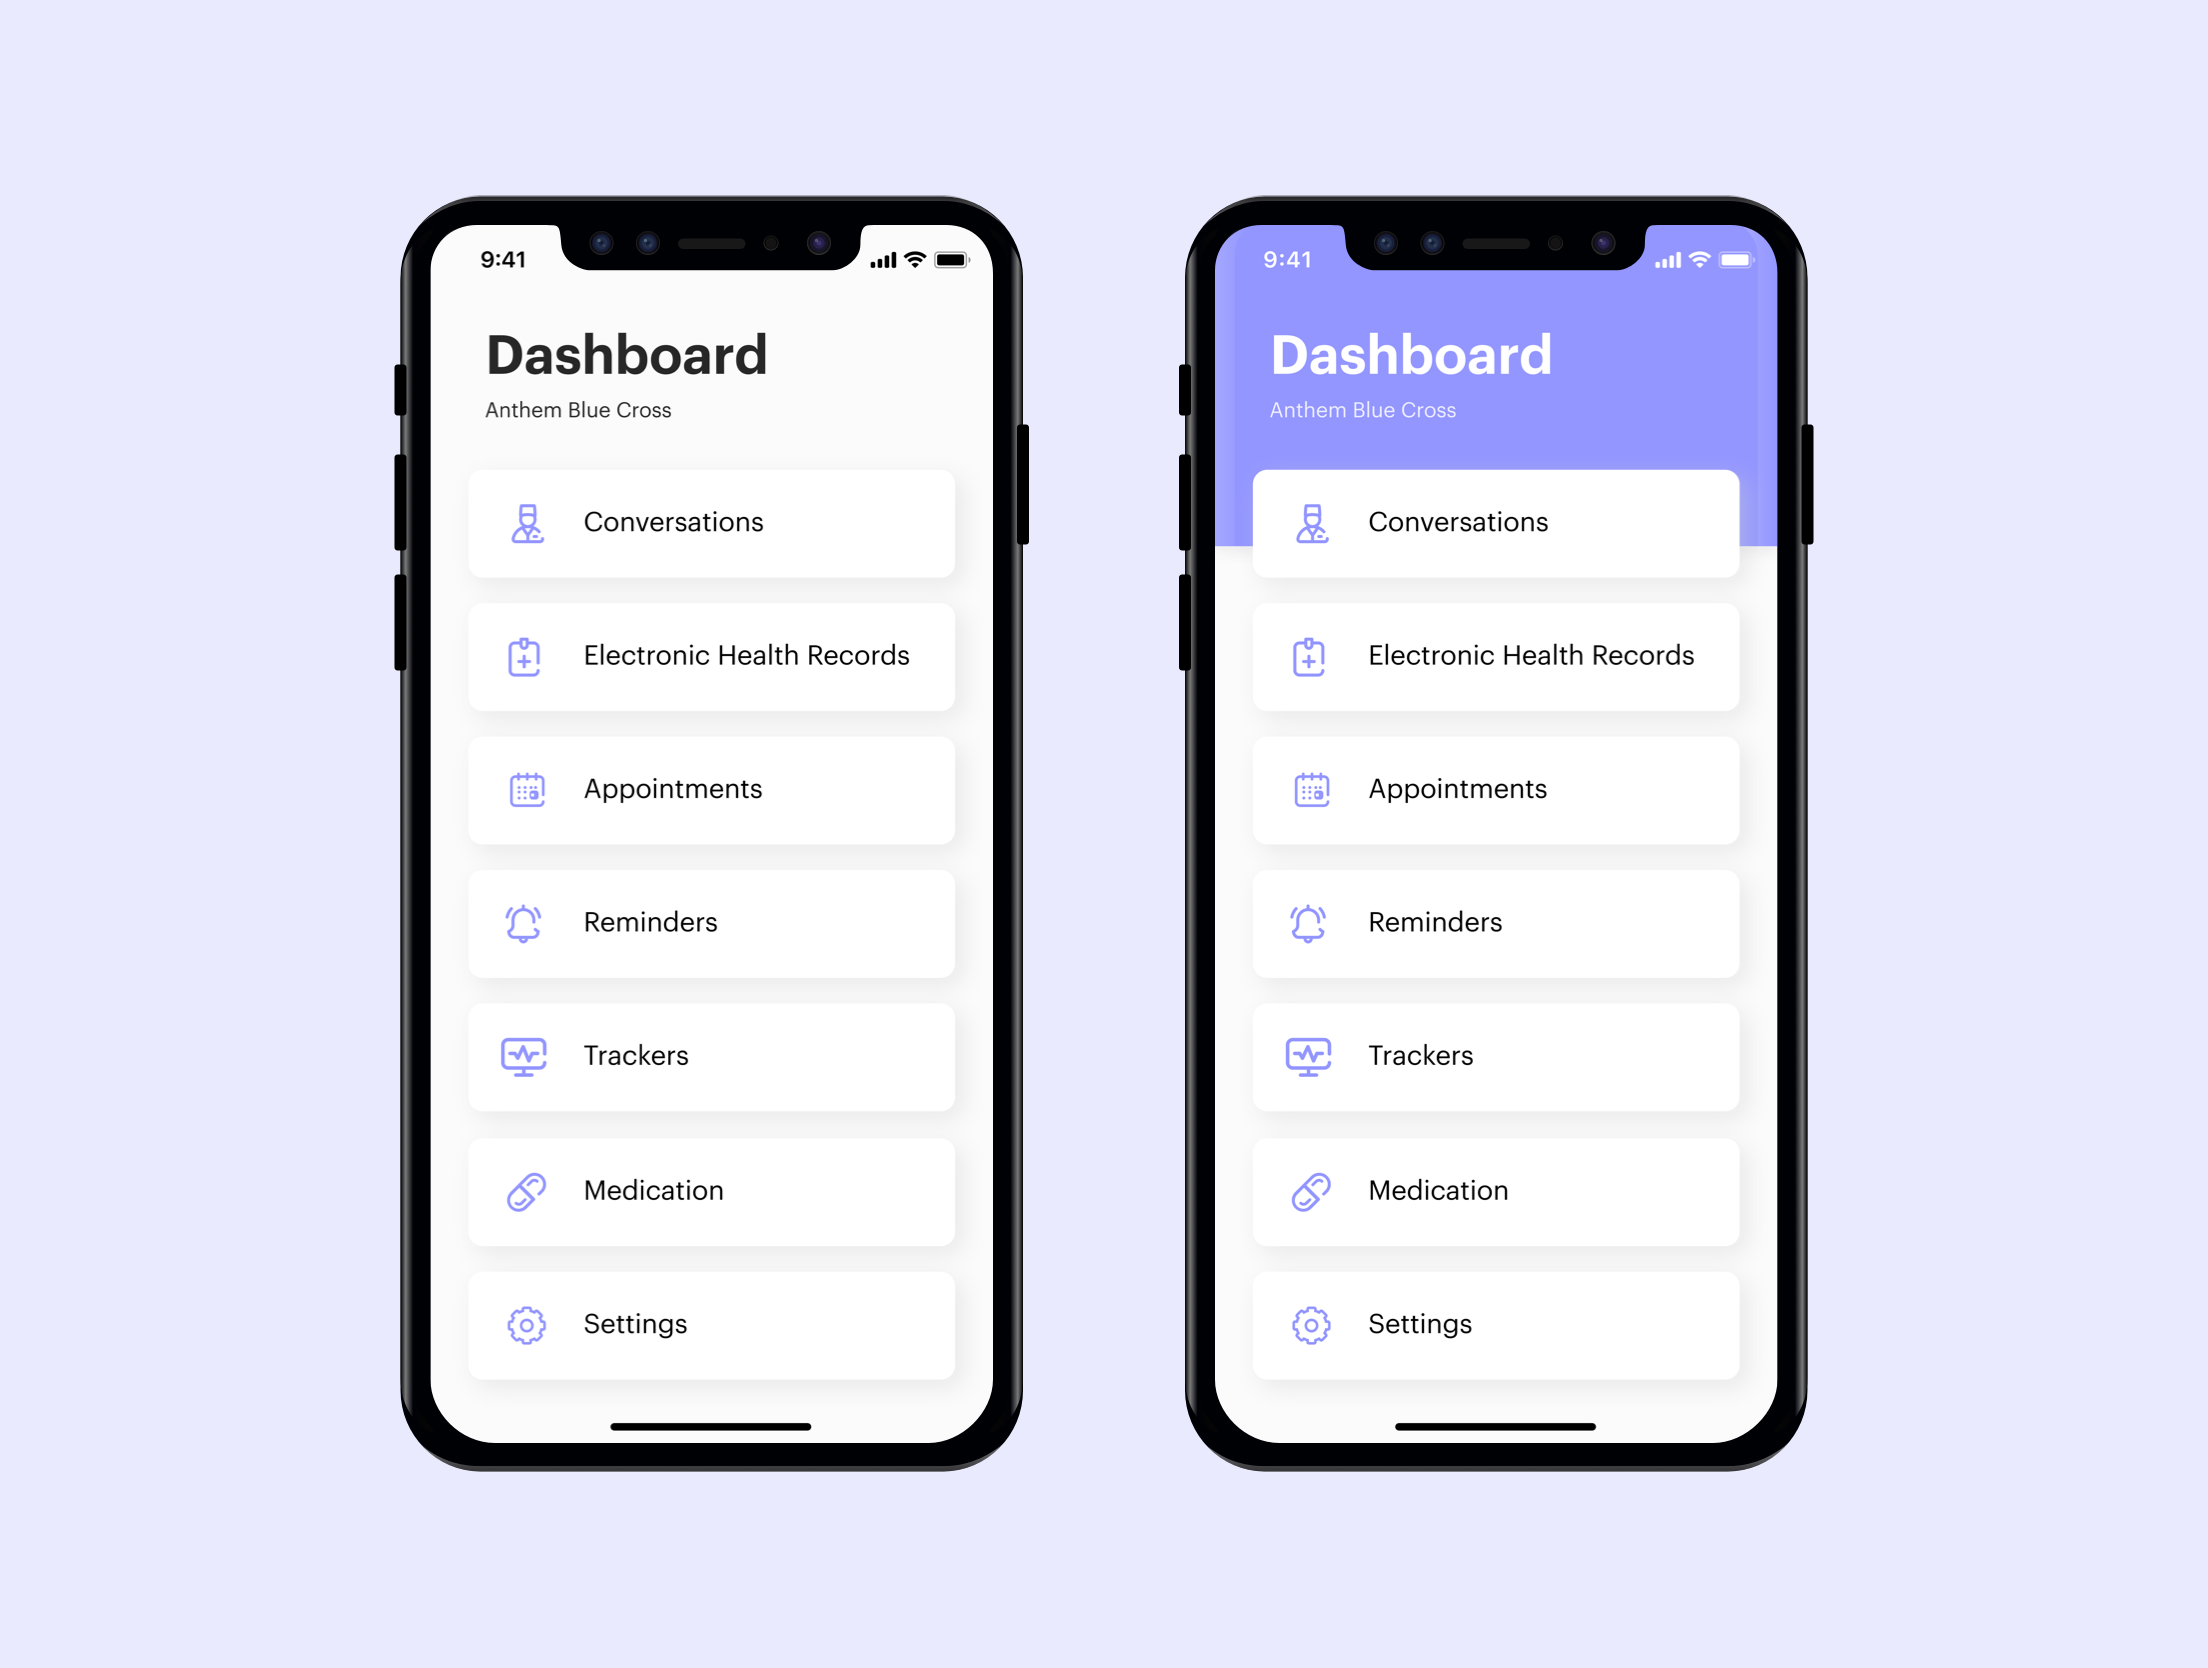 9:41
Dashboard
Anthem Blue Cross
Conversations
Electronic Health Records
Appointments
Reminders
Trackers
Medication
Settings
9:41
Dashboard
Anthem Blue Cross
Conversations
Electronic Health Records
Appointments
Reminders
Trackers
Medication
Settings